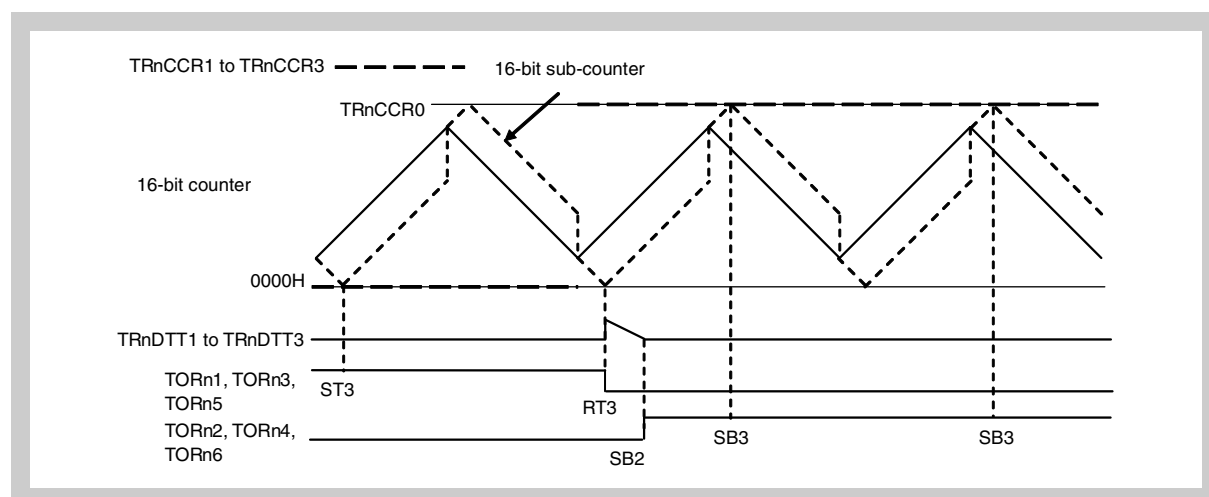 TRnCCR1 to TRnCCR3
16-bit sub-counter
TRnCCR0
16-bit counter
0000H
TRnDTT1 to TRnDTT3
TORn1, TORn3,
TORn5
ST3
RT3
TORn2, TORn4,
TORn6
SB2
SB3
SB3